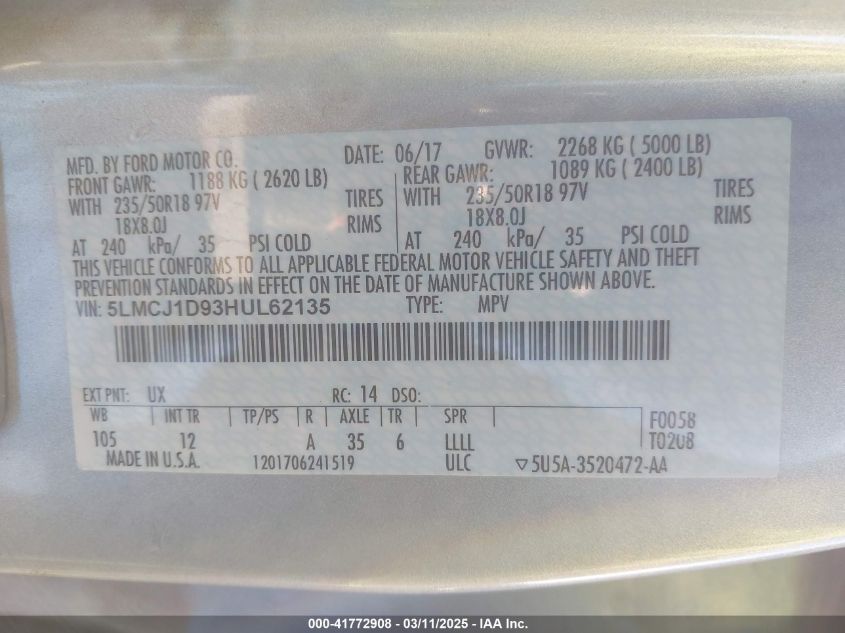 MFD. BY FORD MOTOR CO. DATE: 06/17 GVWR: 2268 KG ( 5000 LB)
FRONT GAWR: 1188 KG ( 2620 LB) REAR GAWR: 1089 KG ( 2400 LB)
WITH 235/50R18 97V TIRES WITH 235/50R18 97V TIRES
18X8.0J RIMS 18X8.0J RIMS
AT 240 kPa/ 35 PSI COLD AT 240 kPa/ 35 PSI COLD
THIS VEHICLE CONFORMS TO ALL APPLICABLE FEDERAL MOTOR VEHICLE SAFETY AND THEFT
PREVENTION STANDARDS IN EFFECT ON THE DATE OF MANUFACTURE SHOWN ABOVE.
VIN: 5LMCJ1D93HUL62135 TYPE: MPV
EXT PNT: UX RC: 14 DSO:
WB INT TR TP/PS R AXLE TR SPR F0058
105 12 A 35 6 LLLL T0208
MADE IN U.S.A. 1201706241519 ULC ▽5U5A-3520472-AA
000-41772908 - 03/11/2025 - IAA Inc.